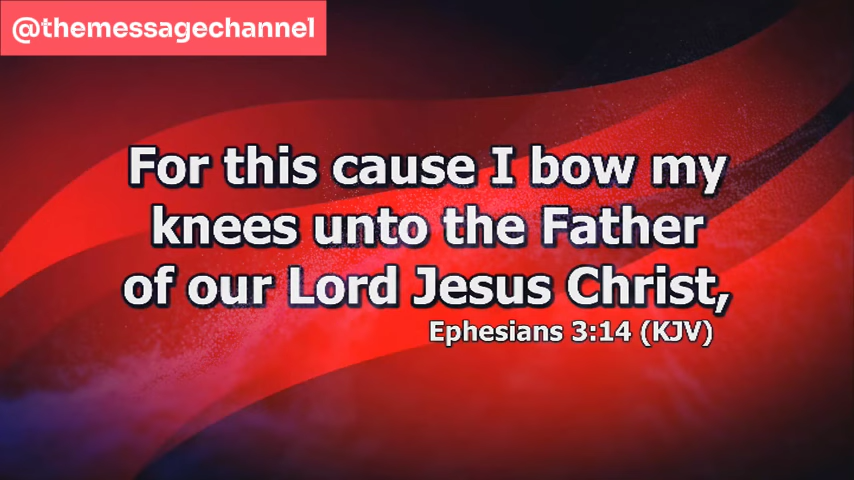 @themessagechannel
For this cause I bow my
knees unto the Father
of our Lord Jesus Christ,
Ephesians 3:14 (KJV)